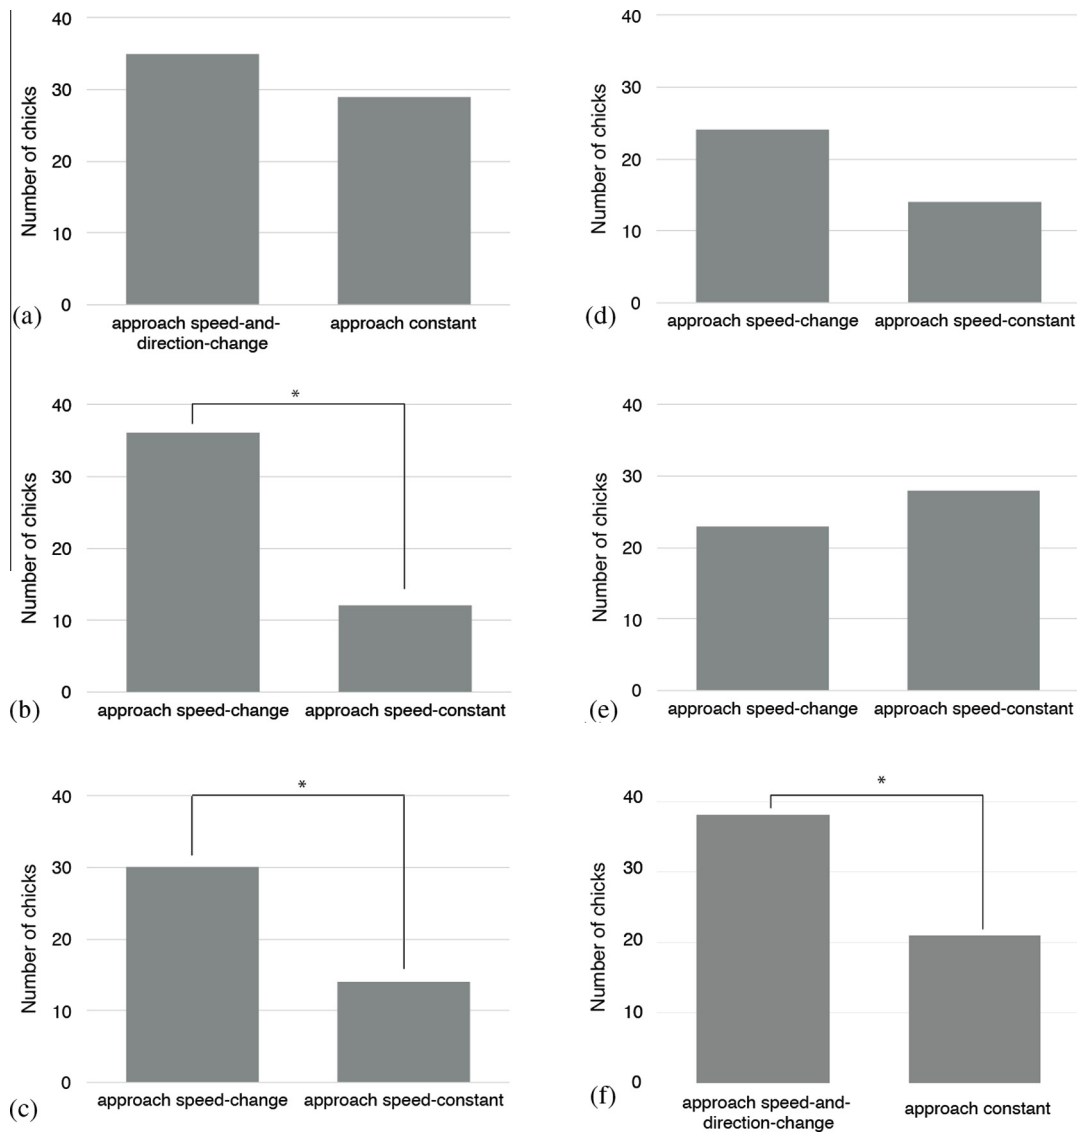 40
30
20
10
0
Number of chicks
(a)
approach speed-and-
direction-change
approach constant
40
30
20
10
0
Number of chicks
(d)
approach speed-change
approach speed-constant
*
40
30
20
10
0
Number of chicks
(b)
approach speed-change
approach speed-constant
40
30
20
10
0
Number of chicks
(e)
approach speed-change
approach speed-constant
*
40
30
20
10
0
Number of chicks
(c)
approach speed-change
approach speed-constant
*
40
30
20
10
0
Number of chicks
(f)
approach speed-and-
direction-change
approach constant